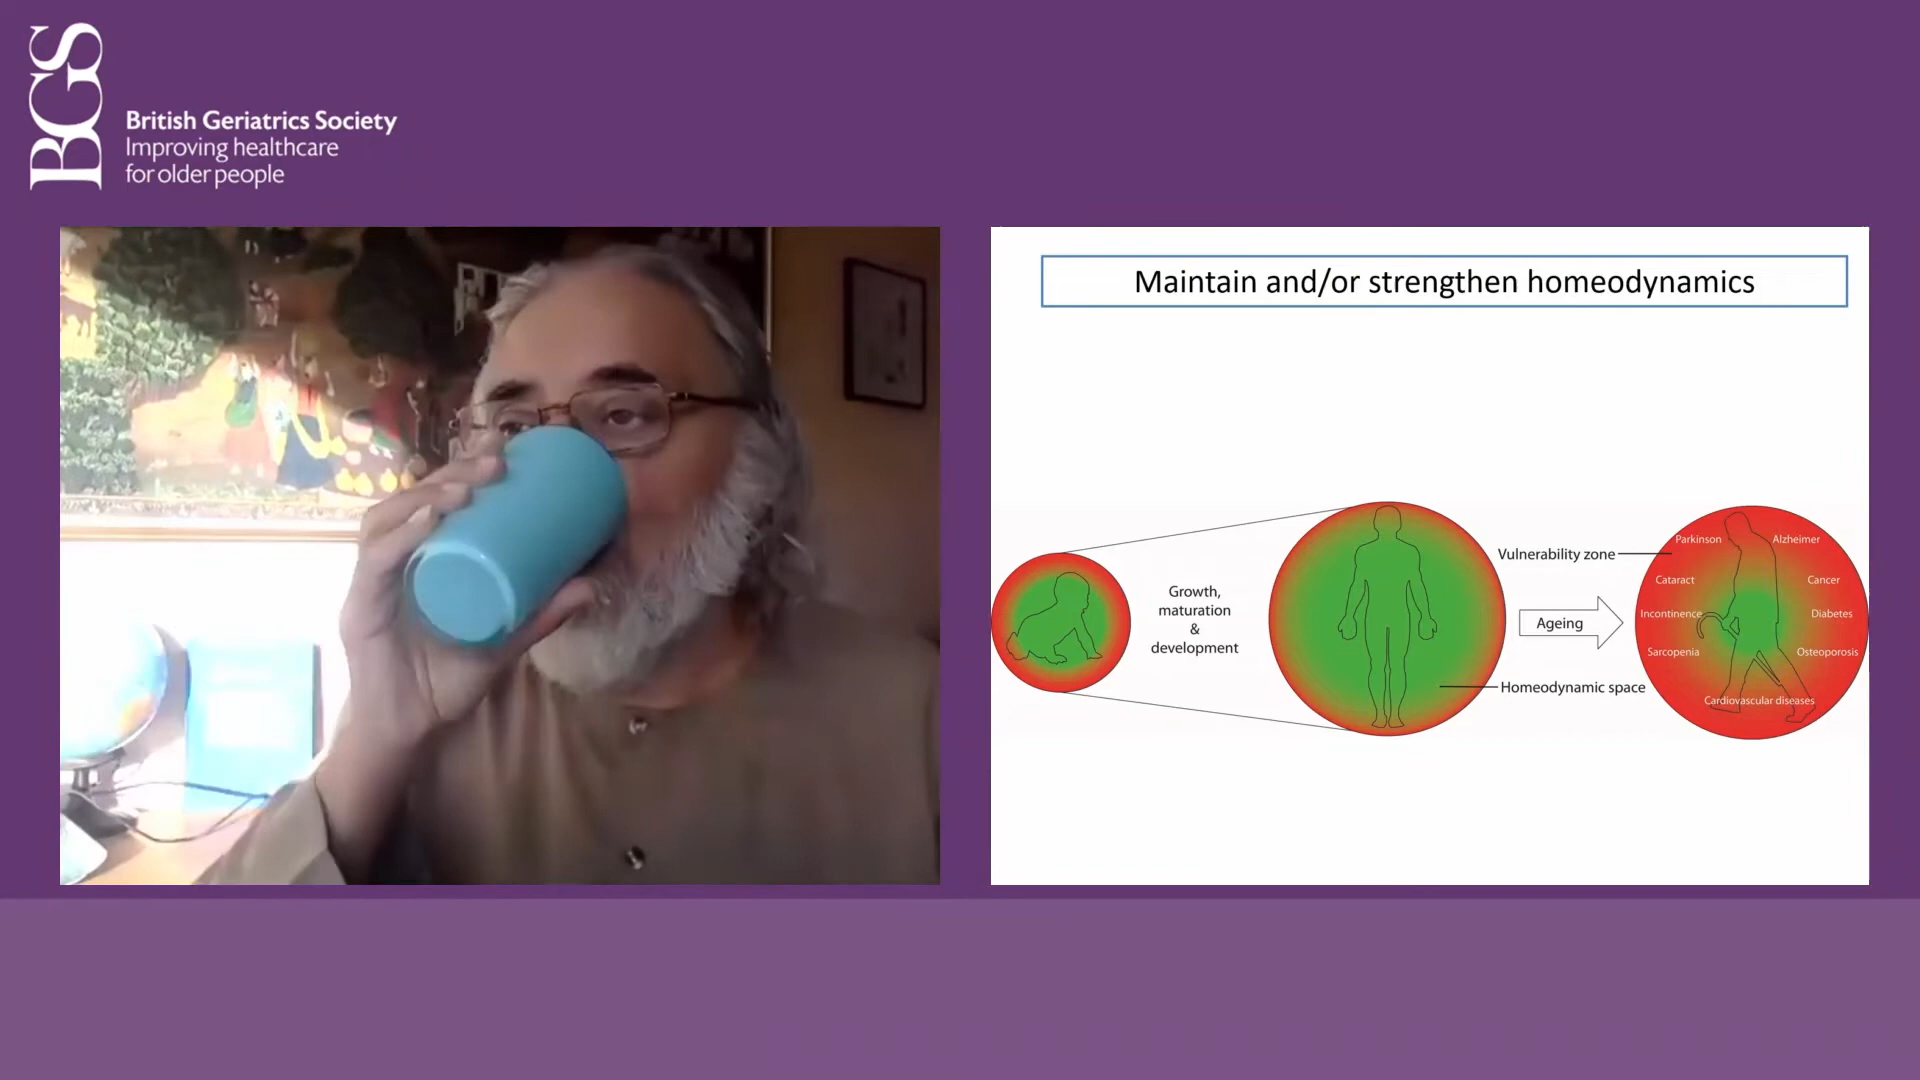 BGS
British Geriatrics Society
Improving healthcare
for older people
Maintain and/or strengthen homeodynamics
Growth,
maturation
&
development
Vulnerability zone
Ageing
Homeodynamic space
Parkinson
Alzheimer
Cataract
Cancer
Incontinence
Diabetes
Sarcopenia
Osteoporosis
Cardiovascular diseases